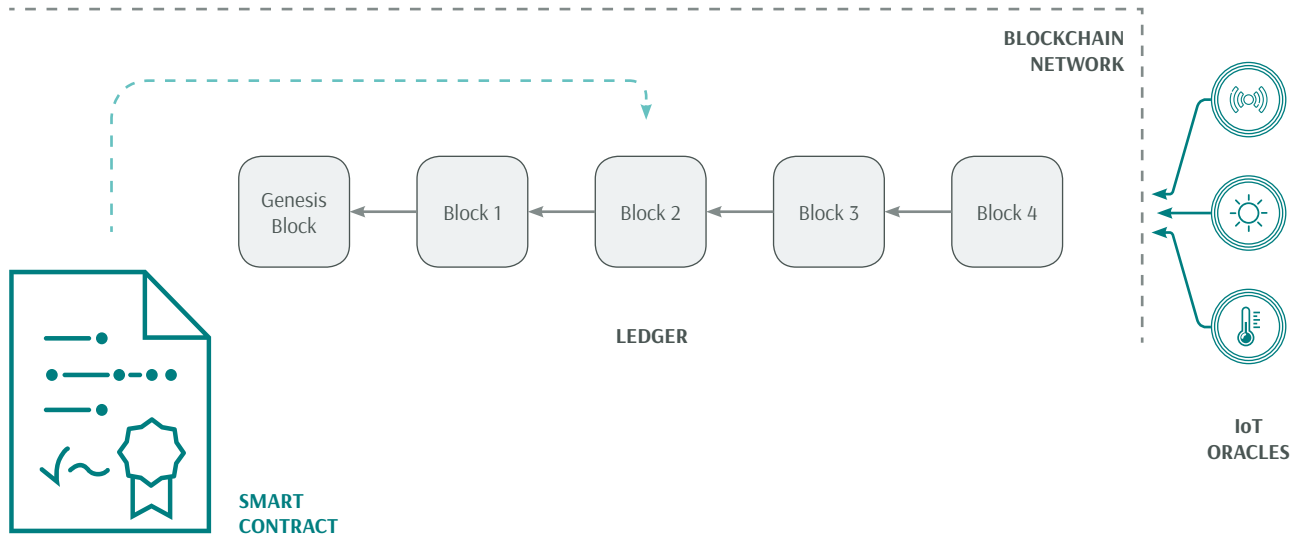 BLOCKCHAIN
NETWORK
Genesis
Block
Block 1
Block 2
Block 3
Block 4
LEDGER
IoT
ORACLES
SMART
CONTRACT